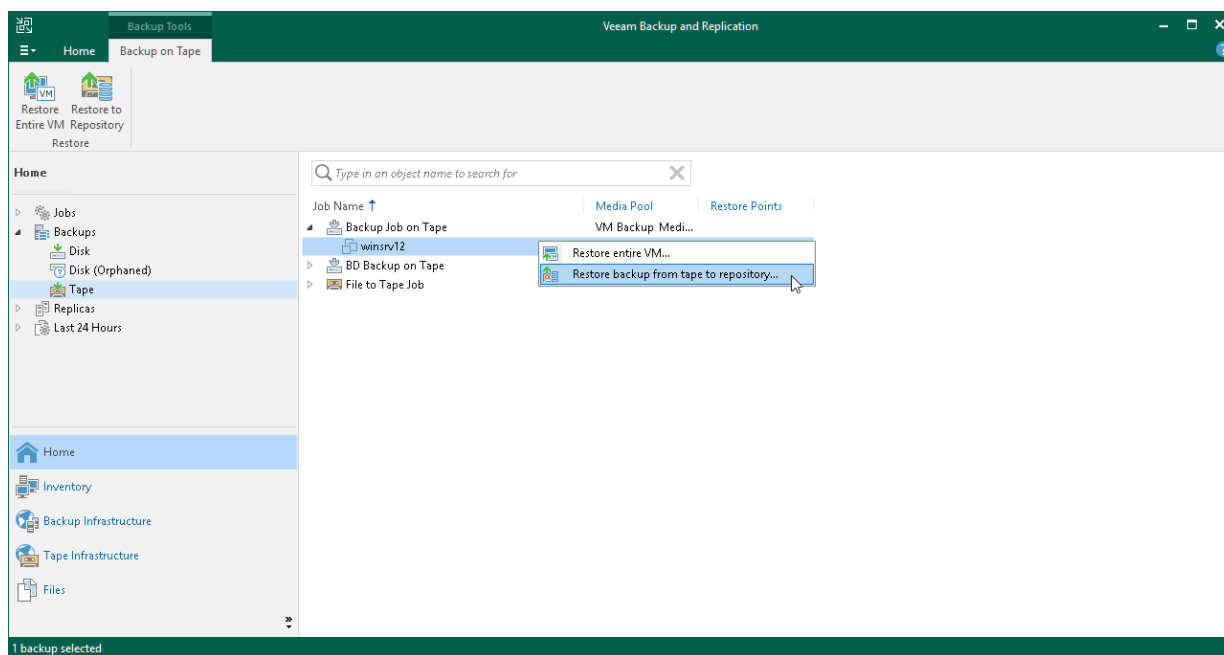 Backup Tools
Veeam Backup and Replication
Home
Backup on Tape
VM
Restore Entire VM
Restore to Repository
Restore
Home
Type in an object name to search for
Job Name
Media Pool
Restore Points
Jobs
Backups
Disk
Disk (Orphaned)
Tape
Replicas
Last 24 Hours
Backup Job on Tape
VM Backup Medi...
winsrv12
BD Backup on Tape
File to Tape Job
Restore entire VM...
Restore backup from tape to repository...
Home
Inventory
Backup Infrastructure
Tape Infrastructure
Files
1 backup selected